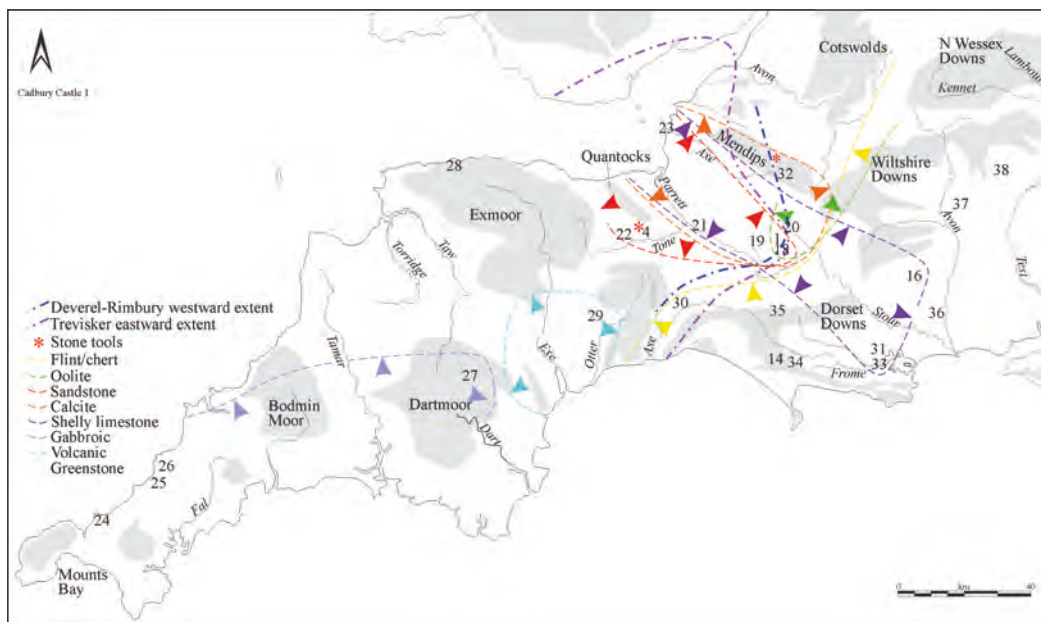 Cadbury Castle 1
Cotswolds
N Wessex
Downs
Lambour
Kennet
Avon
23
Mendips
Axe
32
Wiltshire
Downs
38
37
Avon
28
Quantocks
Exmoor
Parrett
4
22
Tone
21
19
20
18
16
Test
Torridge
Taw
30
29
35
Dorset
Downs
Stour
36
Deverel-Rimbury westward extent
Trevisker eastward extent
Stone tools
Flint/chert
Oolite
Sandstone
Calcite
Shelly limestone
Gabbroic
Volcanic
Greenstone
Tamar
Exe
Otter
Axe
14
34
31
33
Frome
27
Bodmin
Moor
Dartmoor
Dart
26
25
Fal
24
Mounts
Bay
0
km
40